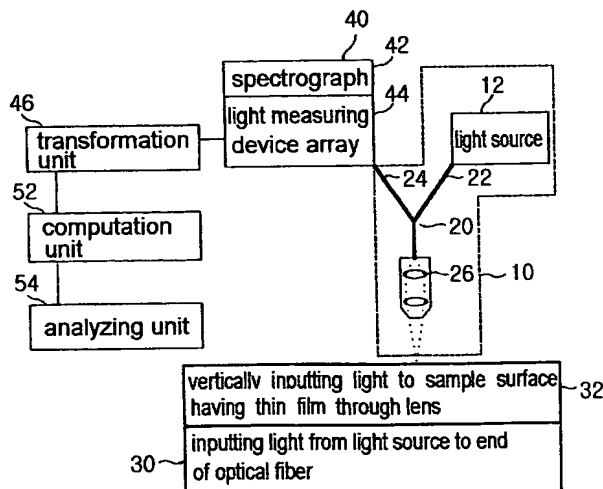 40
42
spectrograph
44
light measuring
device array
46
transformation
unit
12
light source
24
22
52
computation
unit
20
26
10
54
analyzing unit
vertically inputting light to sample surface
having thin film through lens
32
inputting light from light source to end
of optical fiber
30